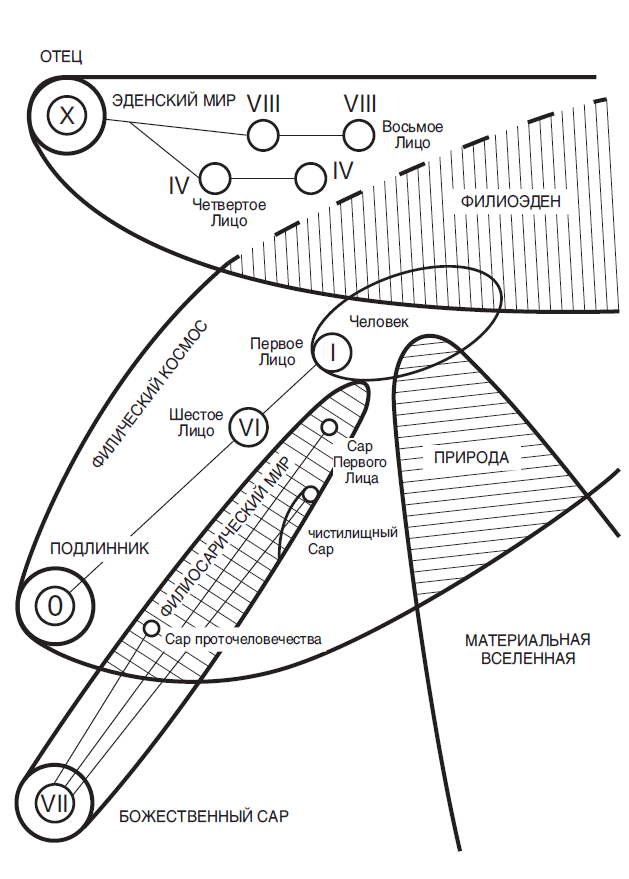 ОТЕЦ
X
ЭДЕНСКИЙ МИР
VIII
VIII
Восьмое
Лицо
IV
IV
Четвертое
Лицо
ФИЛИОЭДЕН
ФИЛИЧЕСКИЙ КОСМОС
Человек
Первое
Лицо
I
Шестое
Лицо
VI
Сар
Первого
Лица
ПРИРОДА
ФИЛИОСАРИЧЕСКИЙ МИР
чистилищный
Сар
ПОДЛИННИК
0
Сар проточеловечества
МАТЕРИАЛЬНАЯ
ВСЕЛЕННАЯ
VII
БОЖЕСТВЕННЫЙ САР